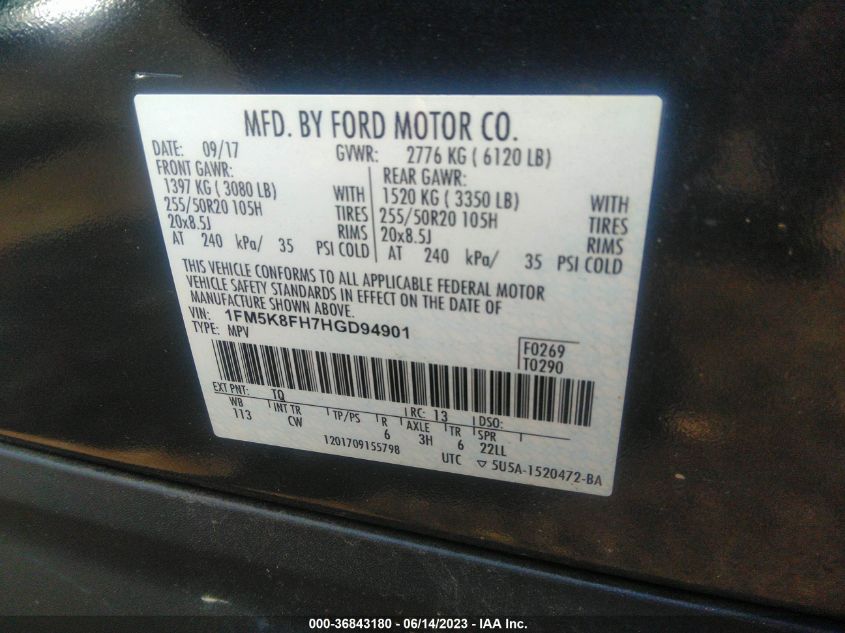 MFD. BY FORD MOTOR CO.
DATE: 09/17 GVWR: 2776 KG ( 6120 LB)
FRONT GAWR: REAR GAWR:
1397 KG ( 3080 LB) WITH 1520 KG ( 3350 LB) WITH
255/50R20 105H TIRES 255/50R20 105H TIRES
20x8.5J RIMS 20x8.5J RIMS
AT 240 kPa/ 35 PSI COLD AT 240 kPa/ 35 PSI COLD
THIS VEHICLE CONFORMS TO ALL APPLICABLE FEDERAL MOTOR
VEHICLE SAFETY STANDARDS IN EFFECT ON THE DATE OF
MANUFACTURE SHOWN ABOVE.
VIN: 1FM5K8FH7HGD94901
TYPE: MPV
F0269
T0290
EXT PNT: TQ RC: 13 DSO:
WB INT TR TP/PS R AXLE TR SPR
113 CW 6 3H 6 22LL
1201709155798
UTC ▽ 5U5A-1520472-BA
000-36843180 - 06/14/2023 - IAA Inc.